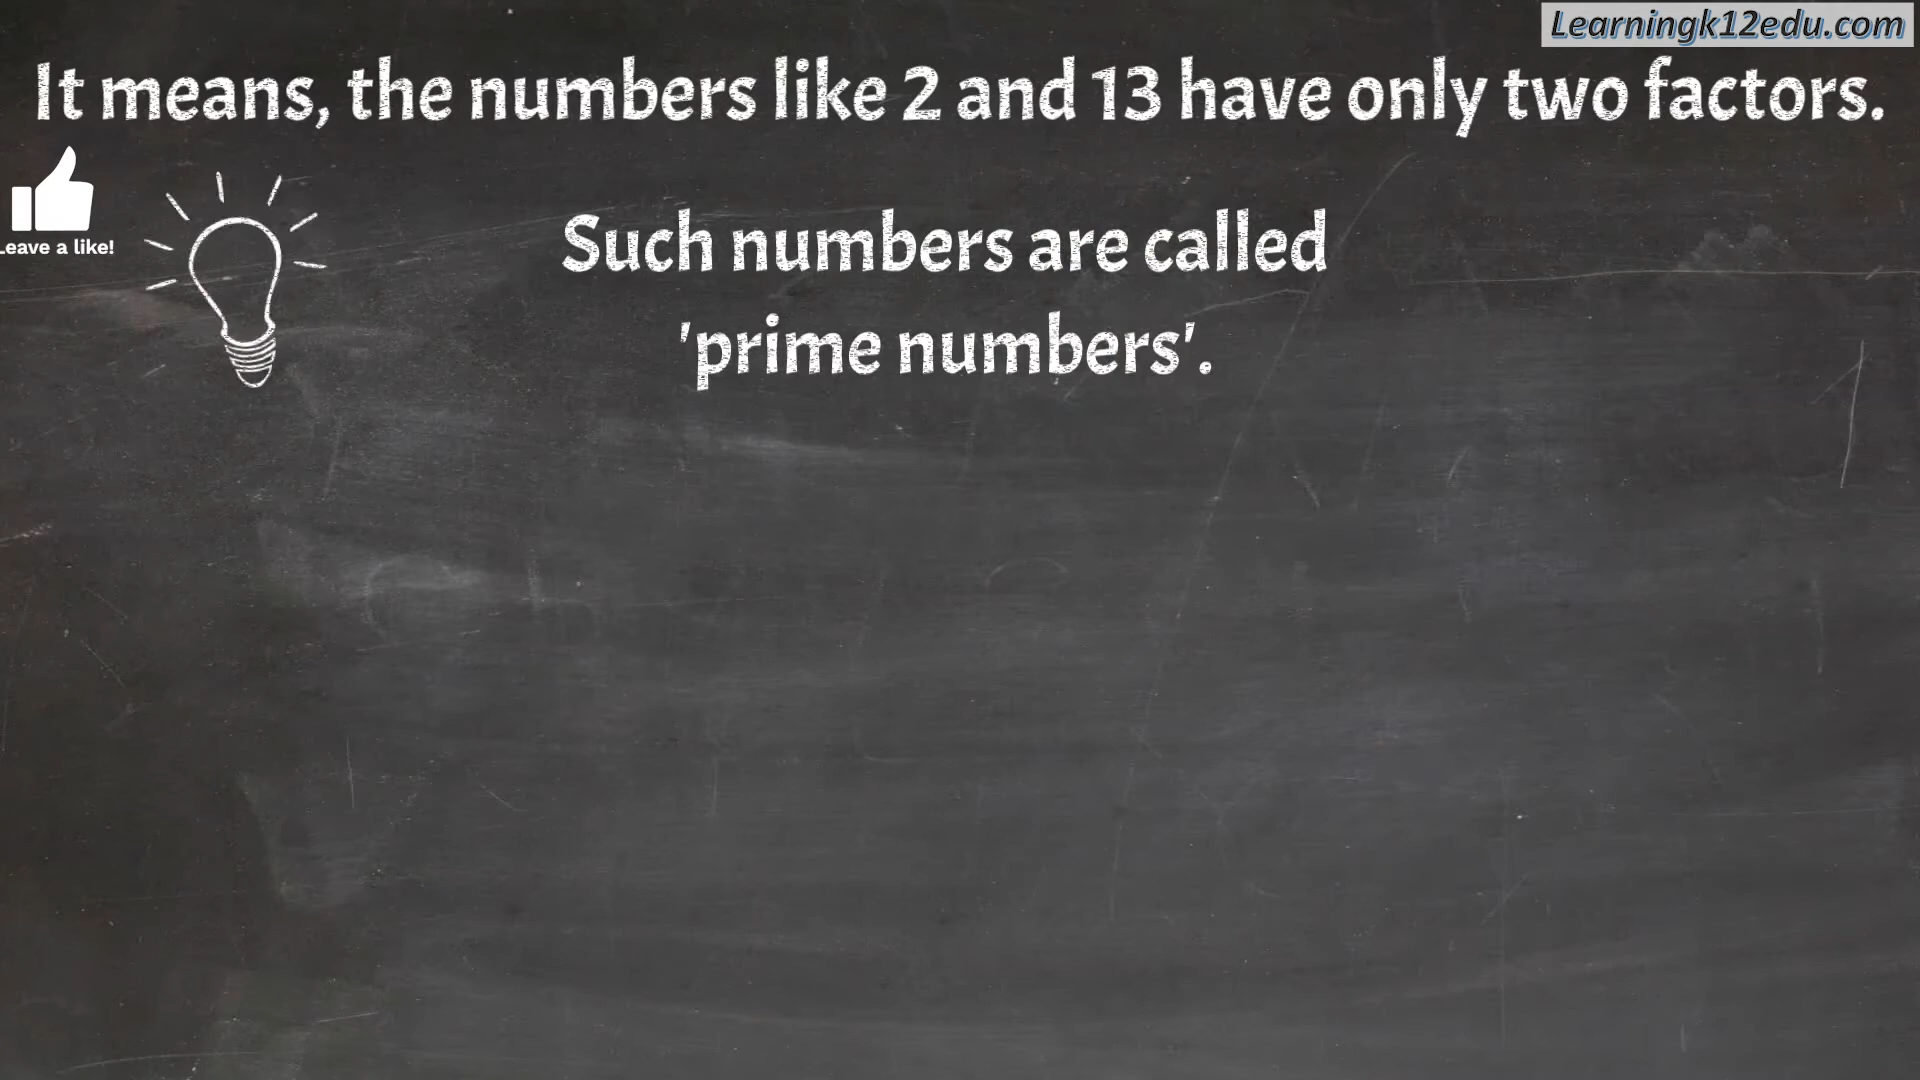 Learningk12edu.com
It means, the numbers like 2 and 13 have only two factors.
Leave a like!
Such numbers are called
'prime numbers'.